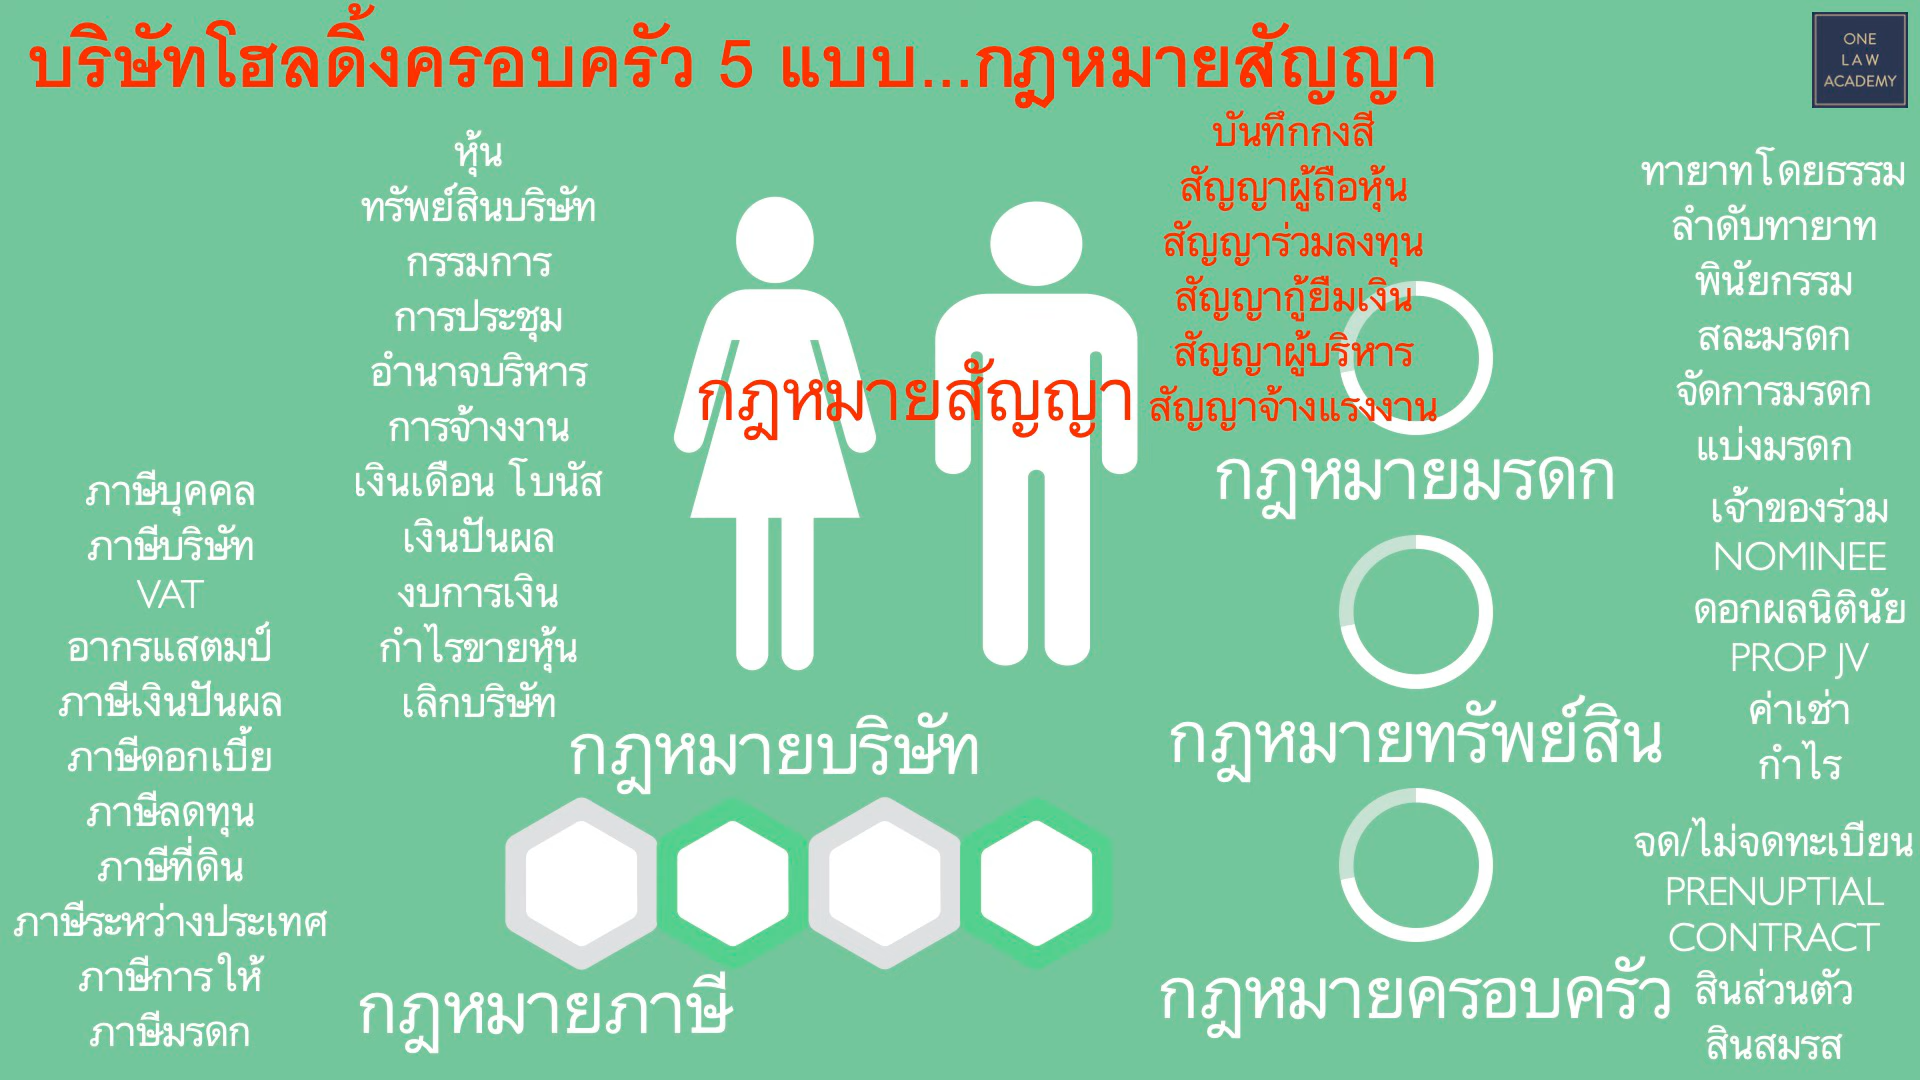 บริษัทโฮลดิ้งครอบครัว 5 แบบ...กฎหมายสัญญา
ONE
LAW
ACADEMY
หุ้น
ทรัพย์สินบริษัท
กรรมการ
การประชุม
อำนาจบริหาร
การจ้างงาน
เงินเดือน โบนัส
เงินปันผล
งบการเงิน
กำไรขายหุ้น
เลิกบริษัท
กฎหมายบริษัท
บันทึกกงสี
สัญญาผู้ถือหุ้น
สัญญาร่วมลงทุน
สัญญากู้ยืมเงิน
สัญญาผู้บริหาร
สัญญาจ้างแรงงาน
กฎหมายสัญญา
ทายาทโดยธรรม
ลำดับทายาท
พินัยกรรม
สละมรดก
จัดการมรดก
แบ่งมรดก
กฎหมายมรดก
เจ้าของร่วม
NOMINEE
ดอกผลนิตินัย
PROP JV
ค่าเช่า
กำไร
กฎหมายทรัพย์สิน
ภาษีบุคคล
ภาษีบริษัท
VAT
อากรแสตมป์
ภาษีเงินปันผล
ภาษีดอกเบี้ย
ภาษีลดทุน
ภาษีที่ดิน
ภาษีระหว่างประเทศ
ภาษีการให้
ภาษีมรดก
กฎหมายภาษี
จด/ไม่จดทะเบียน
PRENUPTIAL
CONTRACT
สินส่วนตัว
สินสมรส
กฎหมายครอบครัว